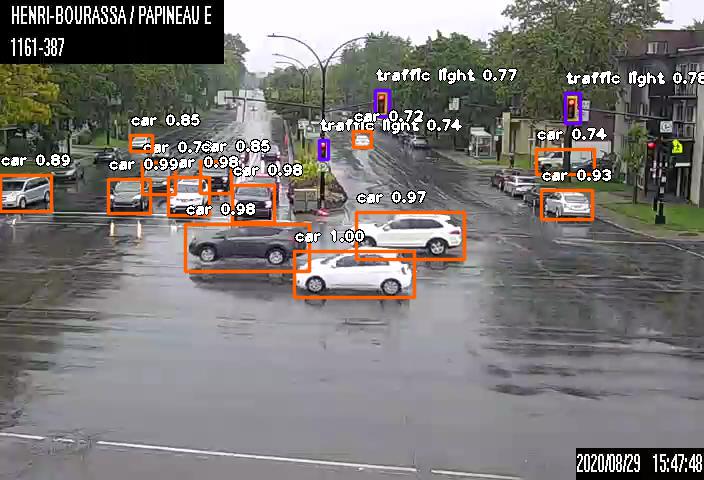 HENRI-BOURASSA / PAPINEAU E
1161-387
traffic light 0.77
traffic light 0.78
car 0.85
car 0.72
traffic light 0.74
car 0.74
car 0.7
car 0.85
car 0.89
car 0.99
car 0.98
car 0.98
car 0.93
car 0.98
car 0.97
car 1.00
2020/08/29 15:47:48